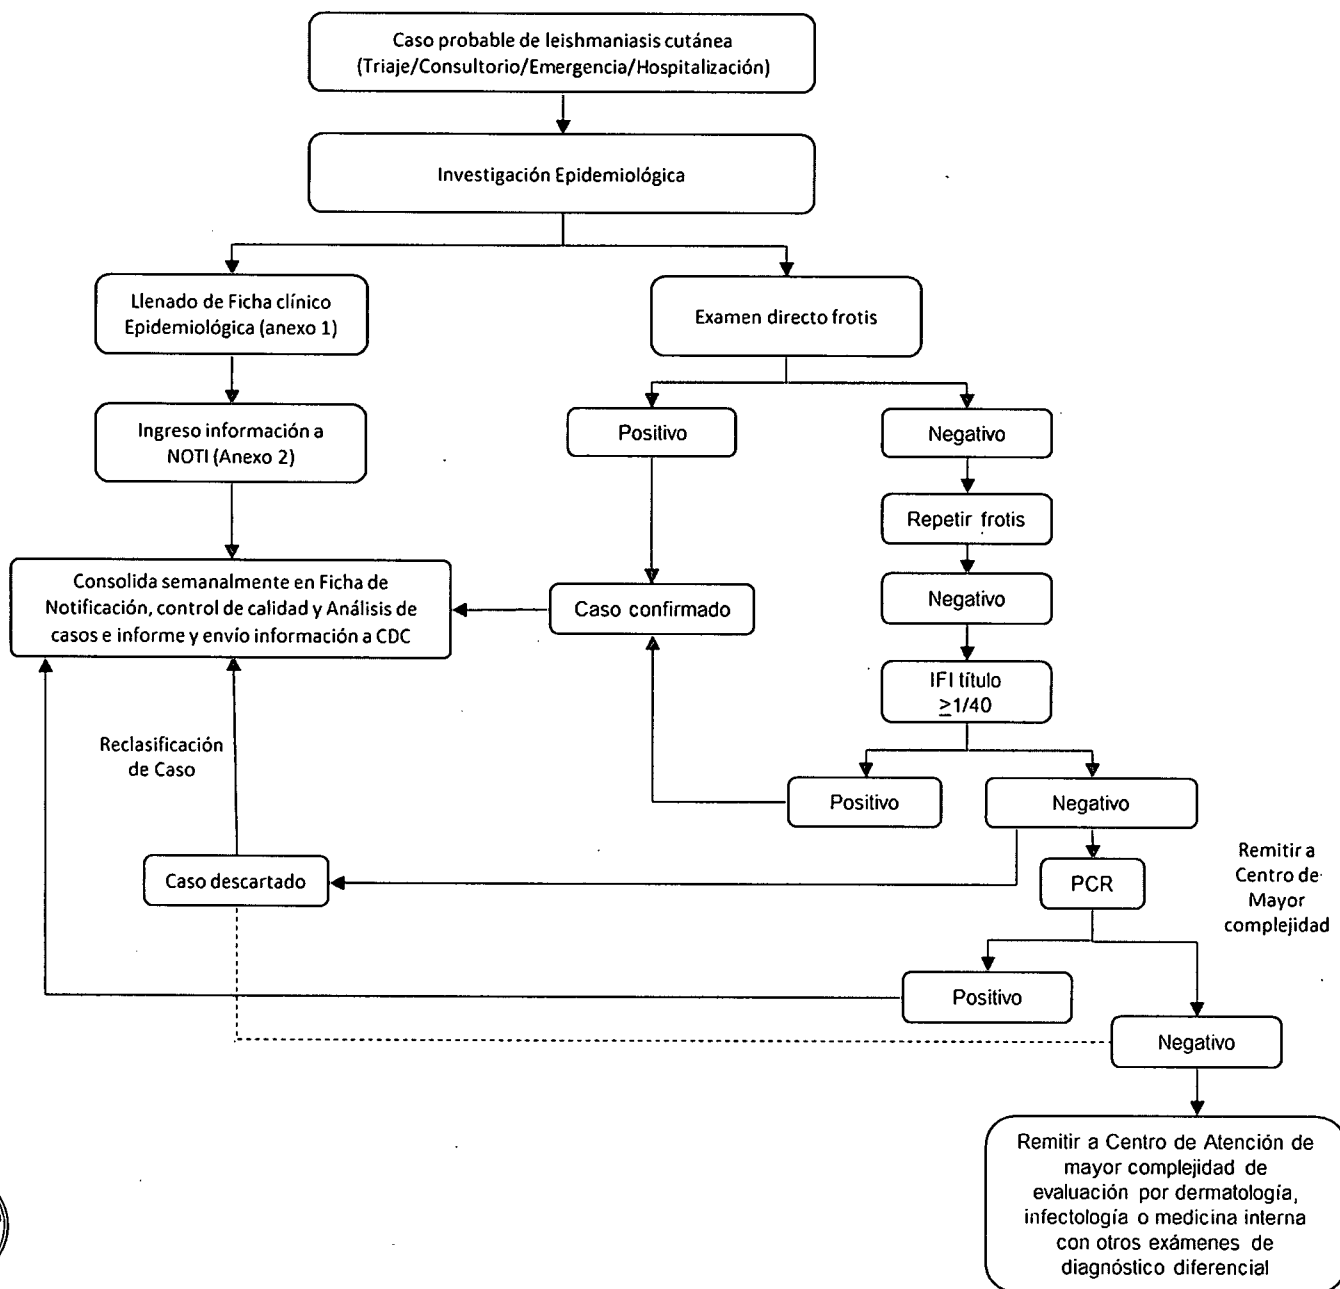 Caso probable de leishmaniasis cutánea
(Triaje/Consultorio/Emergencia/Hospitalización)
Investigación Epidemiológica
Llenado de Ficha clínico
Epidemiológica (anexo 1)
Examen directo frotis
Ingreso información a
NOTI (Anexo 2)
Positivo
Negativo
Repetir frotis
Consolida semanalmente en Ficha de
Notificación, control de calidad y Análisis de
casos e informe y envío información a CDC
Caso confirmado
Negativo
IFI título
≥1/40
Reclasificación
de Caso
Positivo
Negativo
Caso descartado
PCR
Remitir a
Centro de
Mayor
complejidad
Positivo
Negativo
Remitir a Centro de Atención de
mayor complejidad de
evaluación por dermatología,
infectología o medicina interna
con otros exámenes de
diagnóstico diferencial